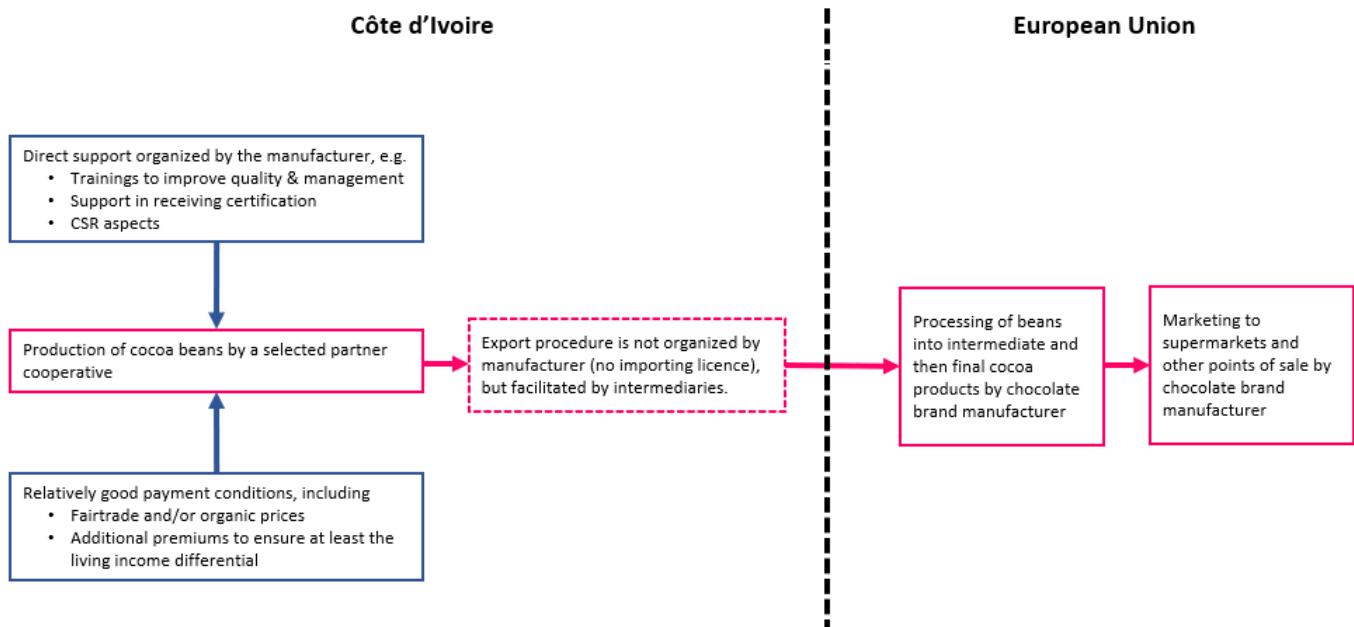 Côte d’Ivoire
European Union
Direct support organized by the manufacturer, e.g.
• Trainings to improve quality & management
• Support in receiving certification
• CSR aspects
Production of cocoa beans by a selected partner
cooperative
Export procedure is not organized by
manufacturer (no importing licence),
but facilitated by intermediaries.
Processing of beans
into intermediate and
then final cocoa
products by chocolate
brand manufacturer
Marketing to
supermarkets and
other points of sale by
chocolate brand
manufacturer
Relatively good payment conditions, including
• Fairtrade and/or organic prices
• Additional premiums to ensure at least the
living income differential